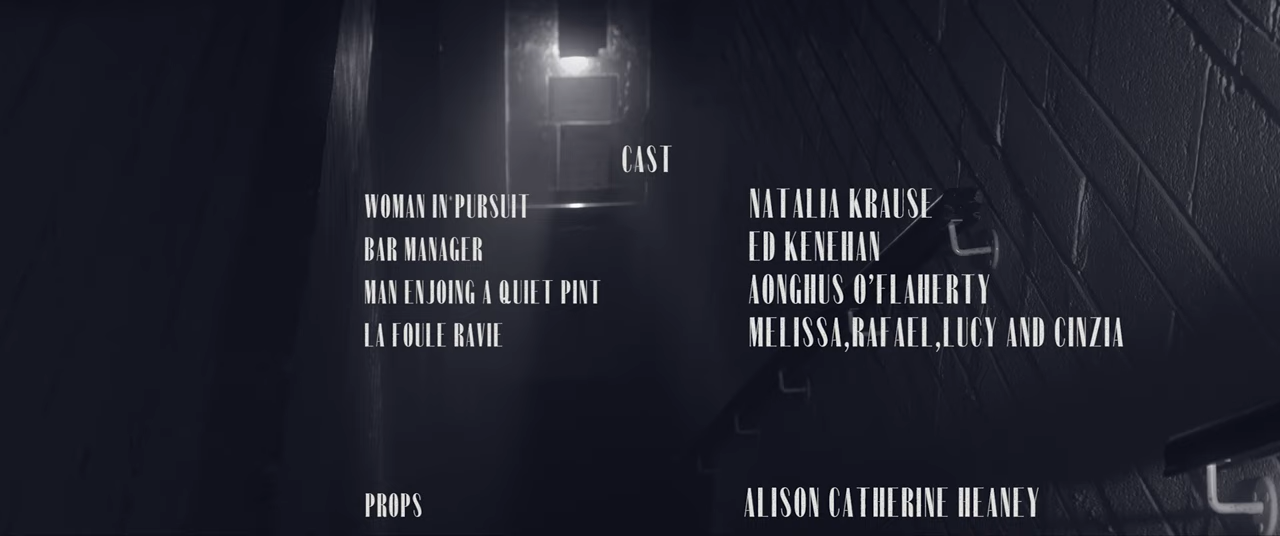 CAST
WOMAN IN PURSUIT NATALIA KRAUSE
BAR MANAGER ED KENEHAN
MAN ENJOING A QUIET PINT AONGHUS O'FLAHERTY
LA FOULE RAVIE MELISSA,RAFAEL,LUCY AND CINZIA
PROPS ALISON CATHERINE HEANEY